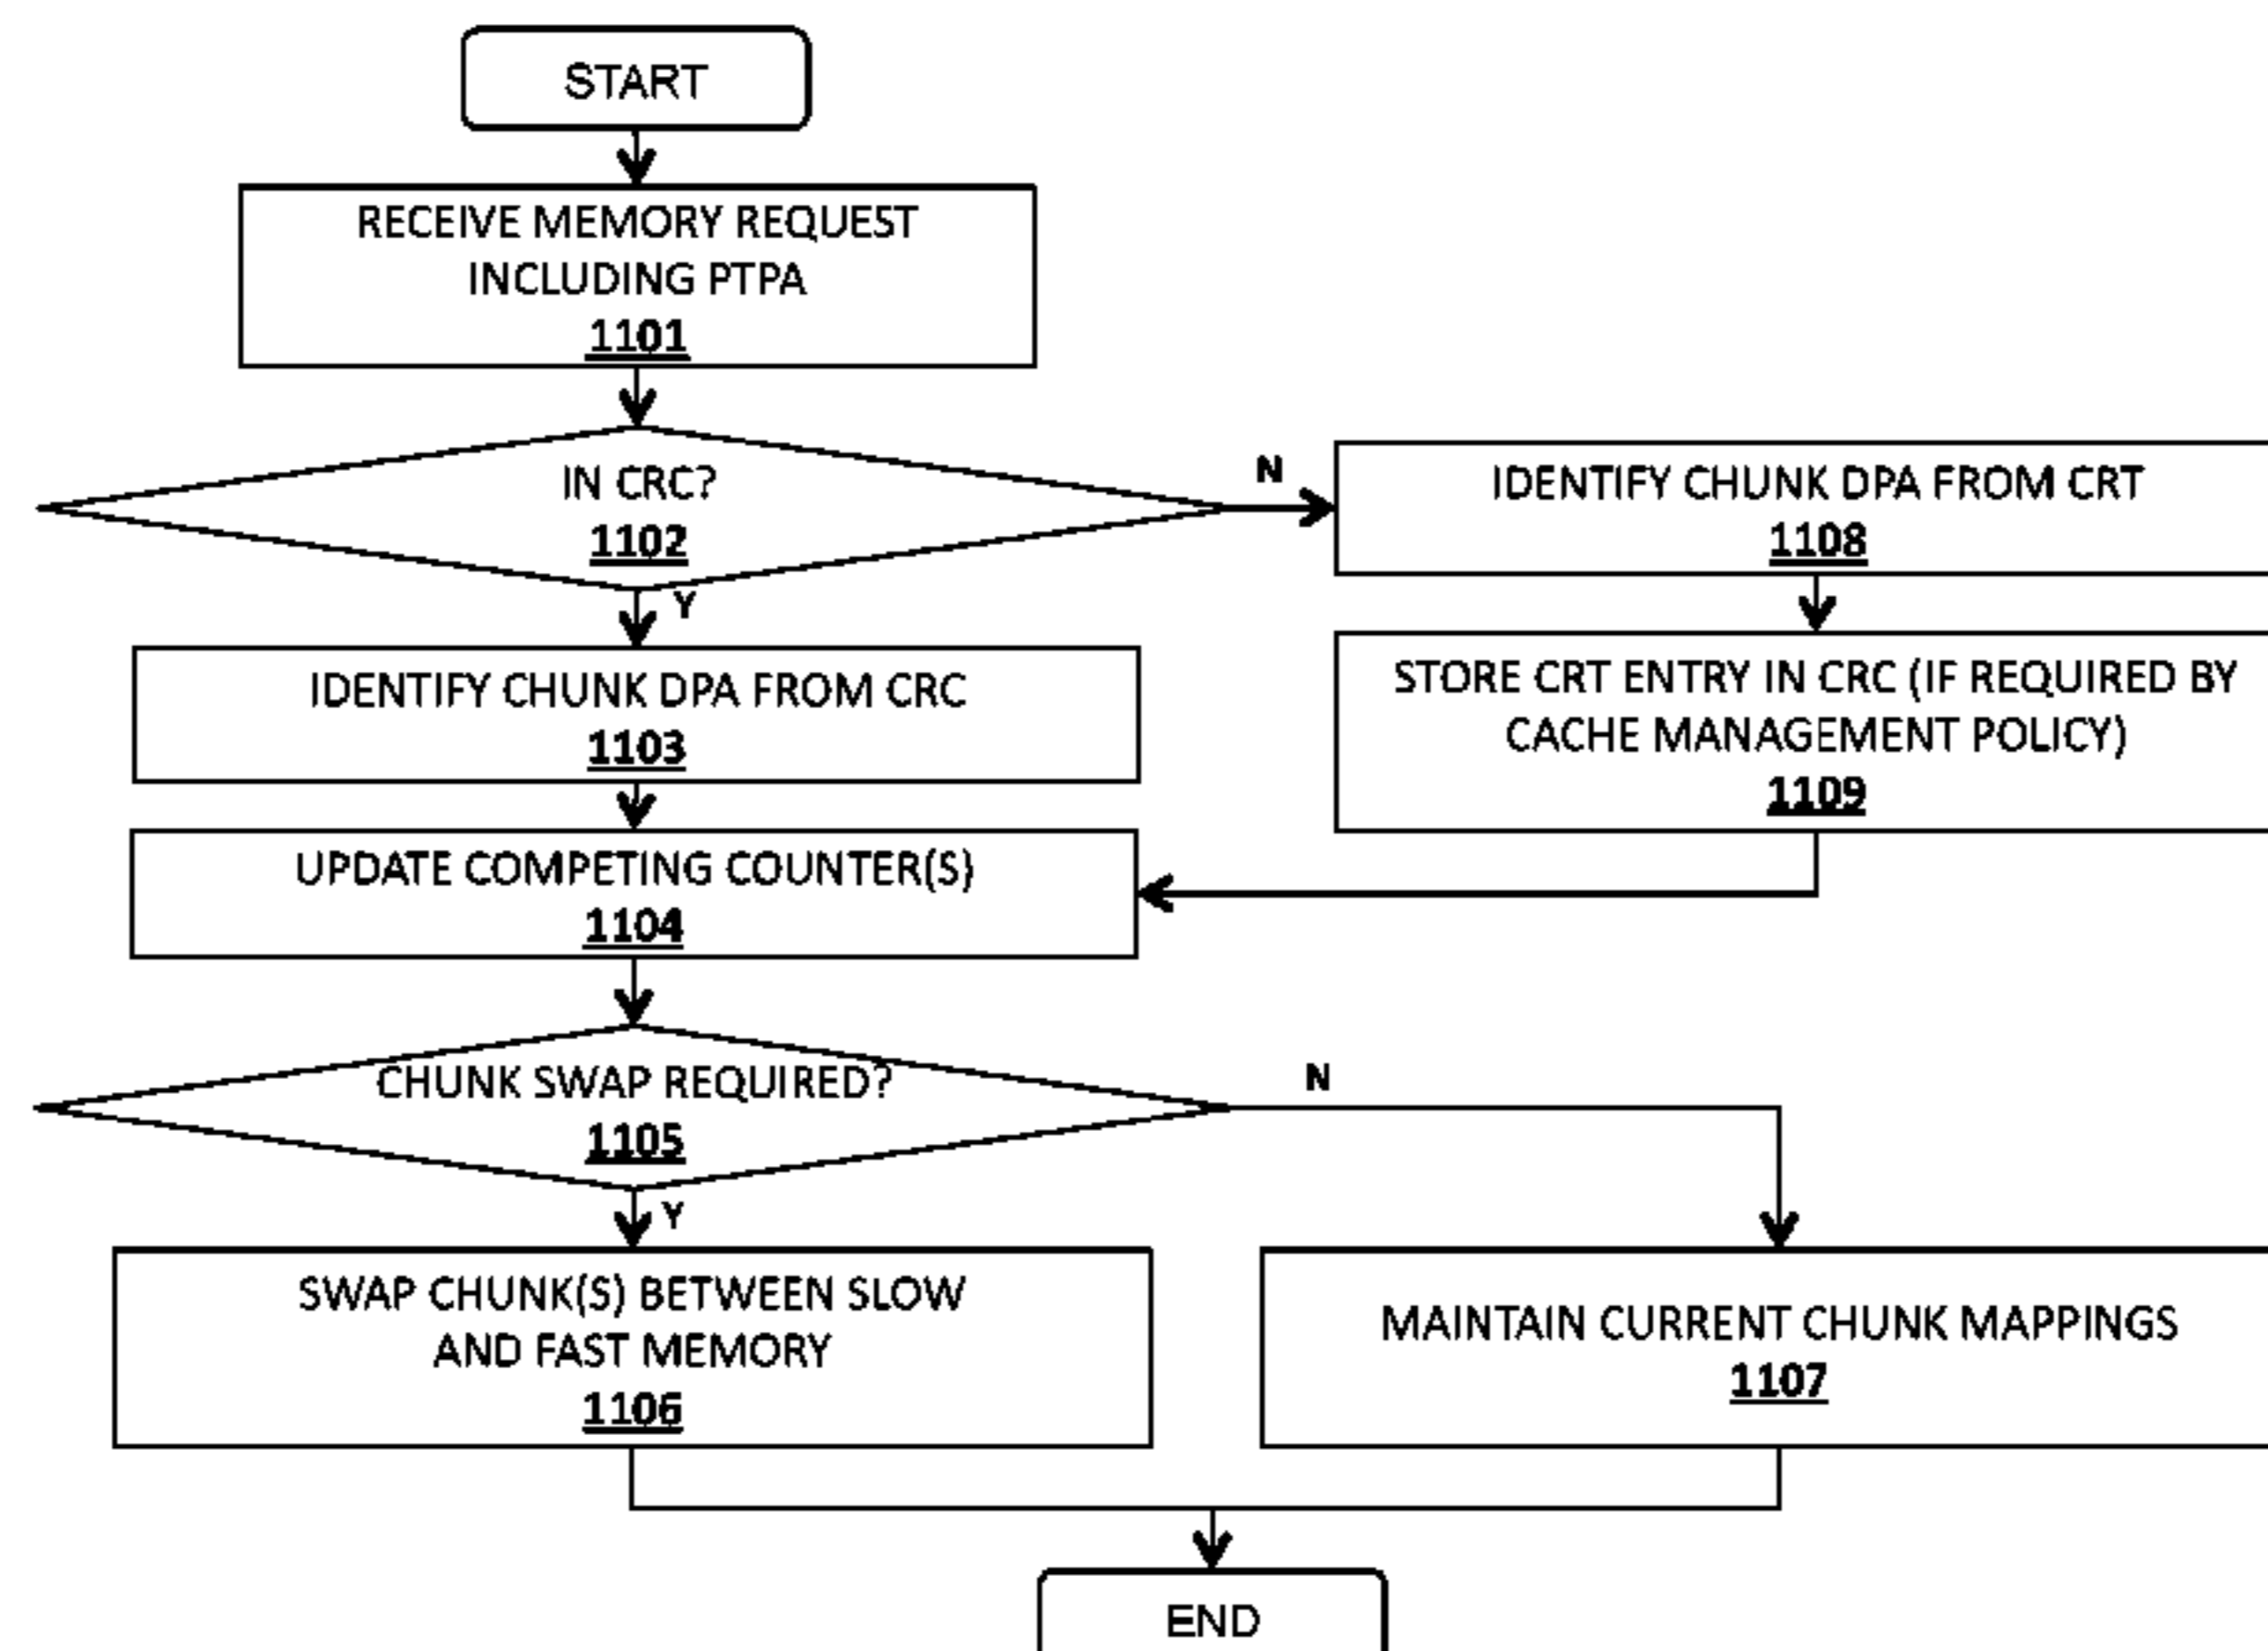 START
RECEIVE MEMORY REQUEST
INCLUDING PTPA
1101
IN CRC?
1102
N
Y
IDENTIFY CHUNK DPA FROM CRT
1108
IDENTIFY CHUNK DPA FROM CRC
1103
STORE CRT ENTRY IN CRC (IF REQUIRED BY
CACHE MANAGEMENT POLICY)
1109
UPDATE COMPETING COUNTER(S)
1104
CHUNK SWAP REQUIRED?
1105
N
Y
SWAP CHUNK(S) BETWEEN SLOW
AND FAST MEMORY
1106
MAINTAIN CURRENT CHUNK MAPPINGS
1107
END